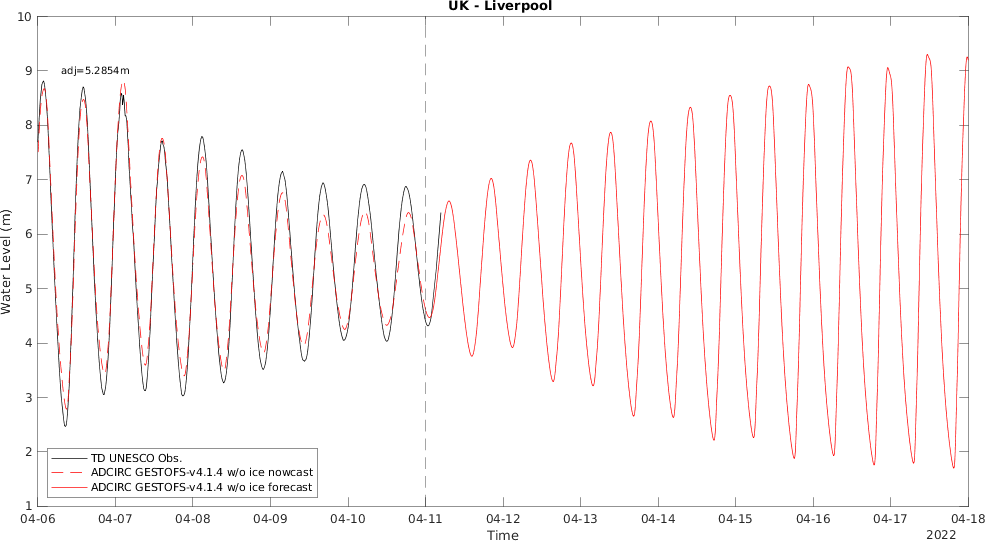 UK - Liverpool
10
9
8
7
6
5
4
3
2
1
Water Level (m)
adj=5.2854m
TD UNESCO Obs.
ADCIRC GESTOFS-v4.1.4 w/o ice nowcast
ADCIRC GESTOFS-v4.1.4 w/o ice forecast
04-06 04-07 04-08 04-09 04-10 04-11 04-12 04-13 04-14 04-15 04-16 04-17 04-18
Time
2022